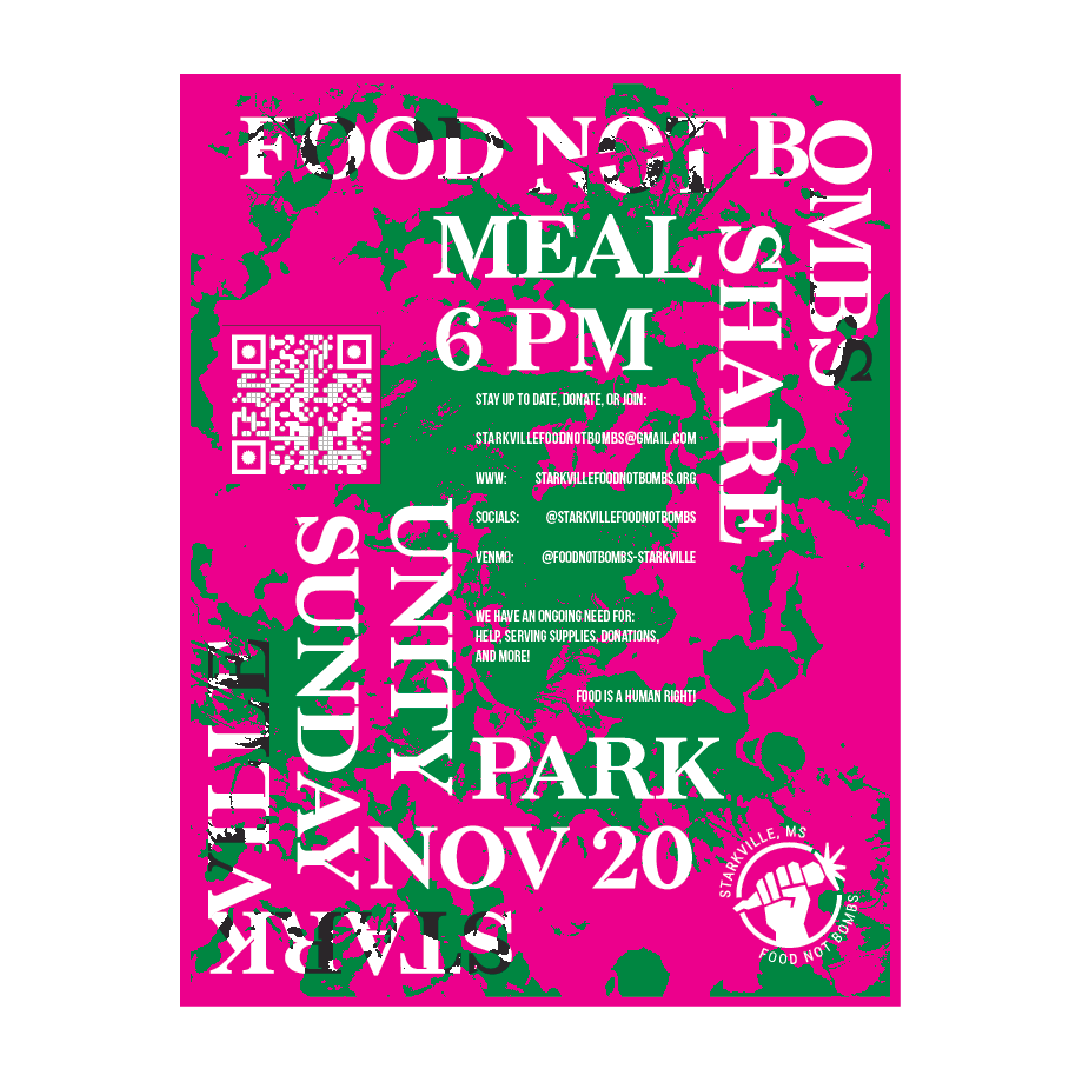 FOOD NOT BOMBS
MEAL SHARE
6 PM
STAY UP TO DATE, DONATE, OR JOIN:
STARKVILLEFOODNOTBOMBS@GMAIL.COM
WWW: STARKVILLEFOODNOTBOMBS.ORG
SOCIALS: @STARKVILLEFOODNOTBOMBS
VENMO: @FOODNOTBOMBS-STARKVILLE
WE HAVE AN ONGOING NEED FOR:
HELP, SERVING SUPPLIES, DONATIONS,
AND MORE!
FOOD IS A HUMAN RIGHT!
UNITY PARK
SUNDAY NOV 20
STARKVILLE
STARKVILLE, MS
FOOD NOT BOMBS